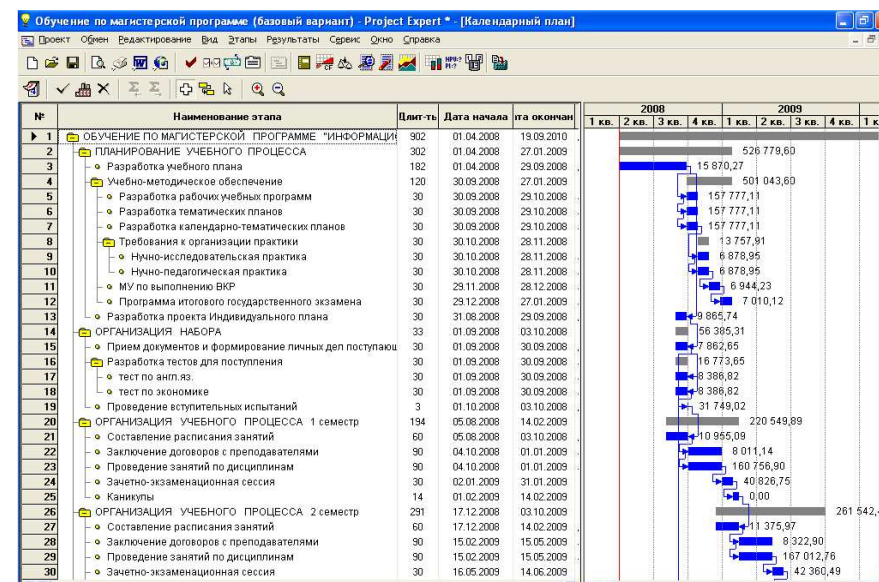 Обучение по магистерской программе (базовый вариант) - Project Expert * - [Календарный план]
Проект Обмен Редактирование Вид Этапы Результаты Сервис Окно Справка
№ Наименование этапа Длит-ть Дата начала та окончан 2008 2009
1 кв. 2 кв. 3 кв. 4 кв. 1 кв. 2 кв. 3 кв. 4 кв. 1 к
1 ОБУЧЕНИЕ ПО МАГИСТЕРСКОЙ ПРОГРАММЕ "ИНФОРМАЦИ 902 01.04.2008 19.09.2010
2 ПЛАНИРОВАНИЕ УЧЕБНОГО ПРОЦЕССА 302 01.04.2008 27.01.2009 526 779,60
3 Разработка учебного плана 182 01.04.2008 29.09.2008 15 870,27
4 Учебно-методическое обеспечение 120 30.09.2008 27.01.2009 501 043,60
5 Разработка рабочих учебных программ 30 30.09.2008 29.10.2008 157 777,11
6 Разработка тематических планов 30 30.09.2008 29.10.2008 157 777,11
7 Разработка календарно-тематических планов 30 30.09.2008 29.10.2008 157 777,11
8 Требования к организации практики 30 30.10.2008 28.11.2008 13 757,91
9 Нучно-исследовательская практика 30 30.10.2008 28.11.2008 6 878,95
10 Нучно-педагогическая практика 30 30.10.2008 28.11.2008 6 878,95
11 МУ по выполнению ВКР 30 29.11.2008 28.12.2008 6 944,23
12 Программа итогового государственного экзамена 30 29.12.2008 27.01.2009 7 010,12
13 Разработка проекта Индивидуального плана 30 31.08.2008 29.09.2008 9 865,74
14 ОРГАНИЗАЦИЯ НАБОРА 33 01.09.2008 03.10.2008 56 385,31
15 Прием документов и формирование личных дел поступающ 30 01.09.2008 30.09.2008 7 862,65
16 Разработка тестов для поступления 30 01.09.2008 30.09.2008 16 773,65
17 тест по англ.яз. 30 01.09.2008 30.09.2008 8 386,82
18 тест по экономике 30 01.09.2008 30.09.2008 8 386,82
19 Проведение вступительных испытаний 3 01.10.2008 03.10.2008 31 749,02
20 ОРГАНИЗАЦИЯ УЧЕБНОГО ПРОЦЕССА 1 семестр 194 05.08.2008 14.02.2009 220 549,89
21 Составление расписания занятий 60 05.08.2008 03.10.2008 10 955,09
22 Заключение договоров с преподавателями 90 04.10.2008 01.01.2009 8 011,14
23 Проведение занятий по дисциплинам 90 04.10.2008 01.01.2009 160 756,90
24 Зачетно-экзаменационная сессия 30 02.01.2009 31.01.2009 40 826,75
25 Каникулы 14 01.02.2009 14.02.2009 0,00
26 ОРГАНИЗАЦИЯ УЧЕБНОГО ПРОЦЕССА 2 семестр 291 17.12.2008 03.10.2009 261 542,4
27 Составление расписания занятий 60 17.12.2008 14.02.2009 11 375,97
28 Заключение договоров с преподавателями 90 15.02.2009 15.05.2009 8 322,90
29 Проведение занятий по дисциплинам 90 15.02.2009 15.05.2009 167 012,76
30 Зачетно-экзаменационная сессия 30 16.05.2009 14.06.2009 42 360,49